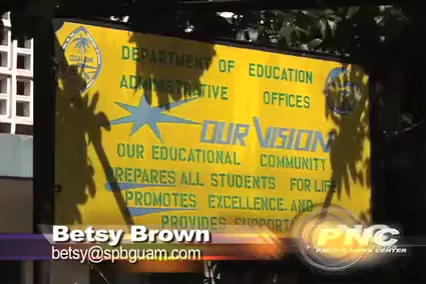 GUAM
DEPARTMENT OF EDUCATION
ADMINISTRATIVE OFFICES
OUR VISION
OUR EDUCATIONAL COMMUNITY
PREPARES ALL STUDENTS FOR LIFE
PROMOTES EXCELLENCE, AND
PROVIDES SUPPORT
Betsy Brown
betsy@spbguam.com
PNC
PACIFIC NEWS CENTER